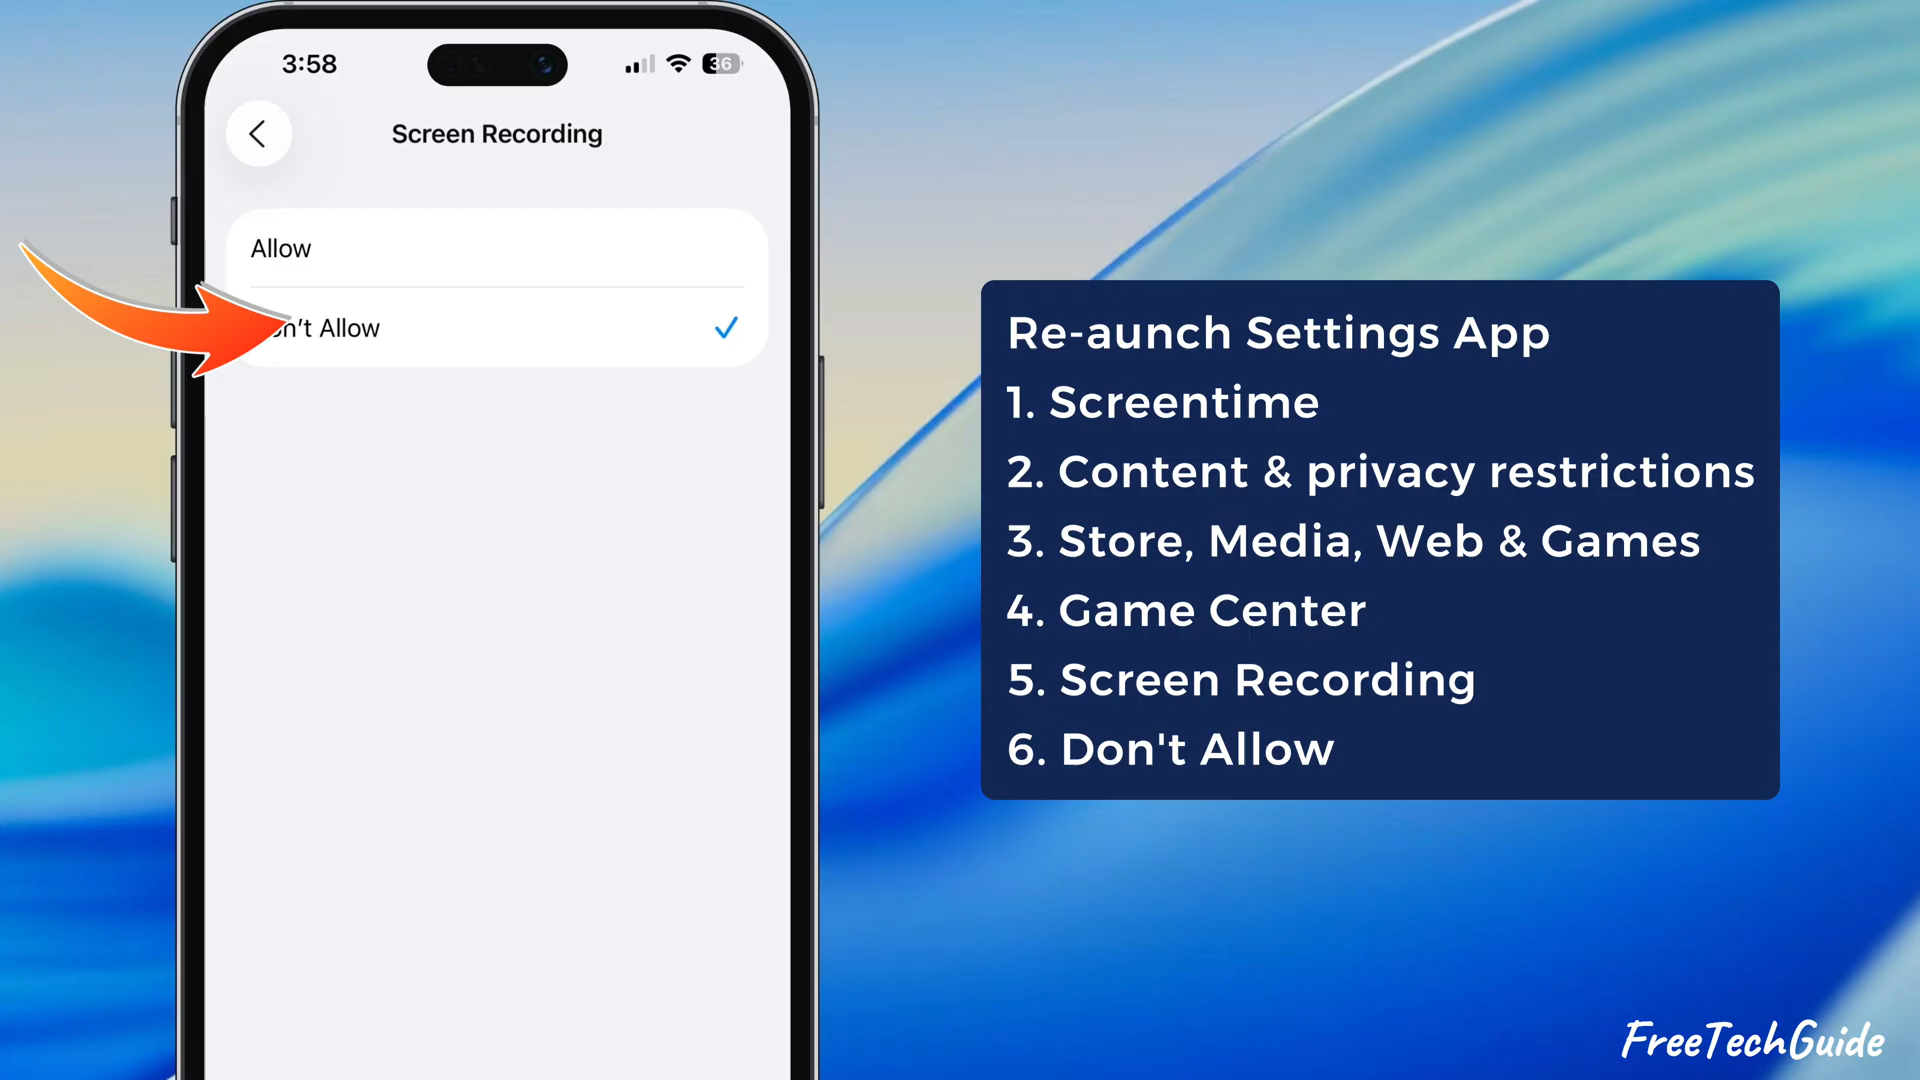 3:58
36
Screen Recording
Allow
n't Allow
Re-aunch Settings App
1. Screentime
2. Content & privacy restrictions
3. Store, Media, Web & Games
4. Game Center
5. Screen Recording
6. Don't Allow
FreeTechGuide